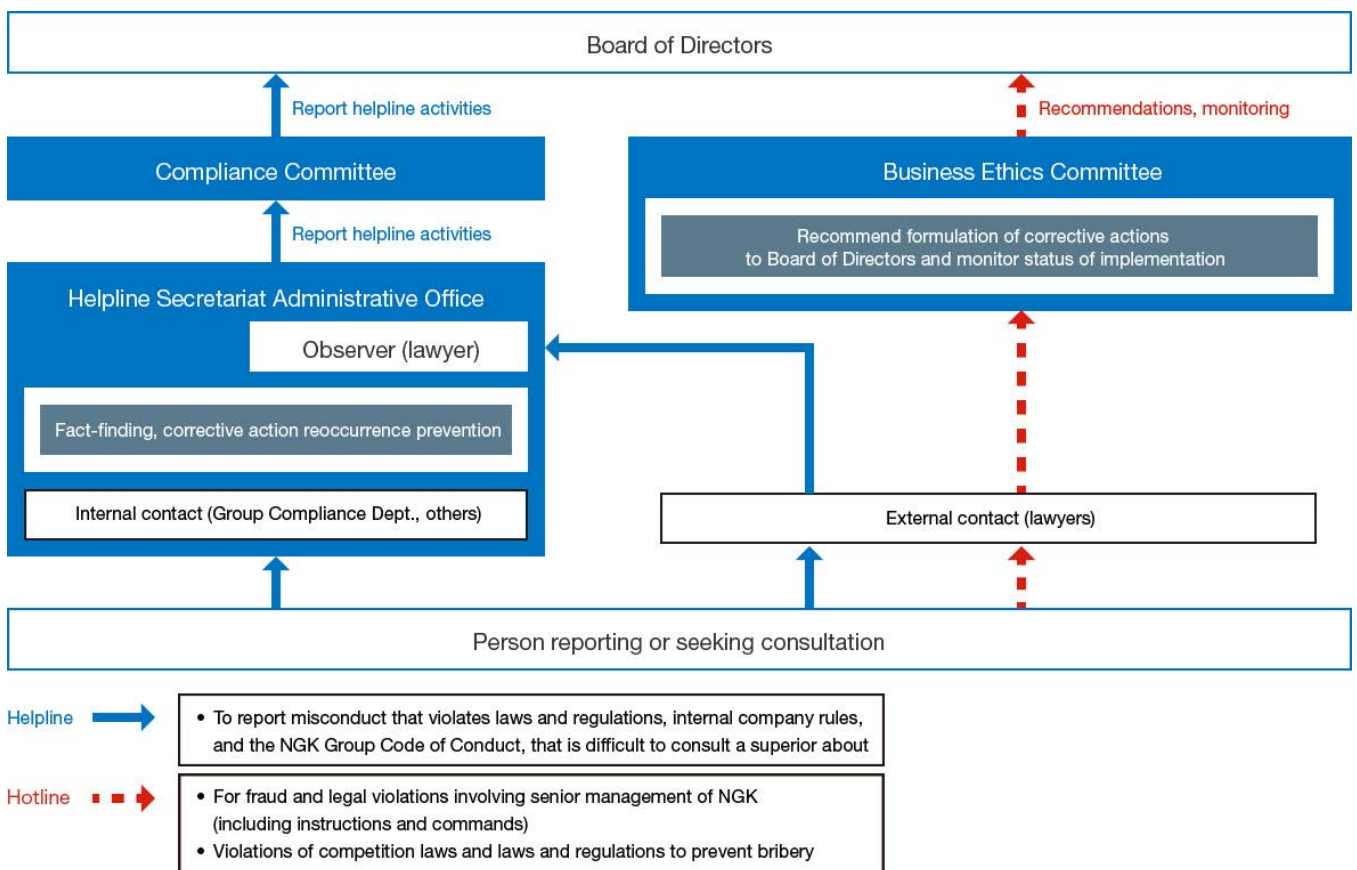 Board of Directors
Report helpline activities
Recommendations, monitoring
Compliance Committee
Business Ethics Committee
Recommend formulation of corrective actions
to Board of Directors and monitor status of implementation
Report helpline activities
Helpline Secretariat Administrative Office
Observer (lawyer)
Fact-finding, corrective action reoccurrence prevention
Internal contact (Group Compliance Dept., others)
External contact (lawyers)
Person reporting or seeking consultation
Helpline
• To report misconduct that violates laws and regulations, internal company rules,
and the NGK Group Code of Conduct, that is difficult to consult a superior about
Hotline
• For fraud and legal violations involving senior management of NGK
(including instructions and commands)
• Violations of competition laws and laws and regulations to prevent bribery